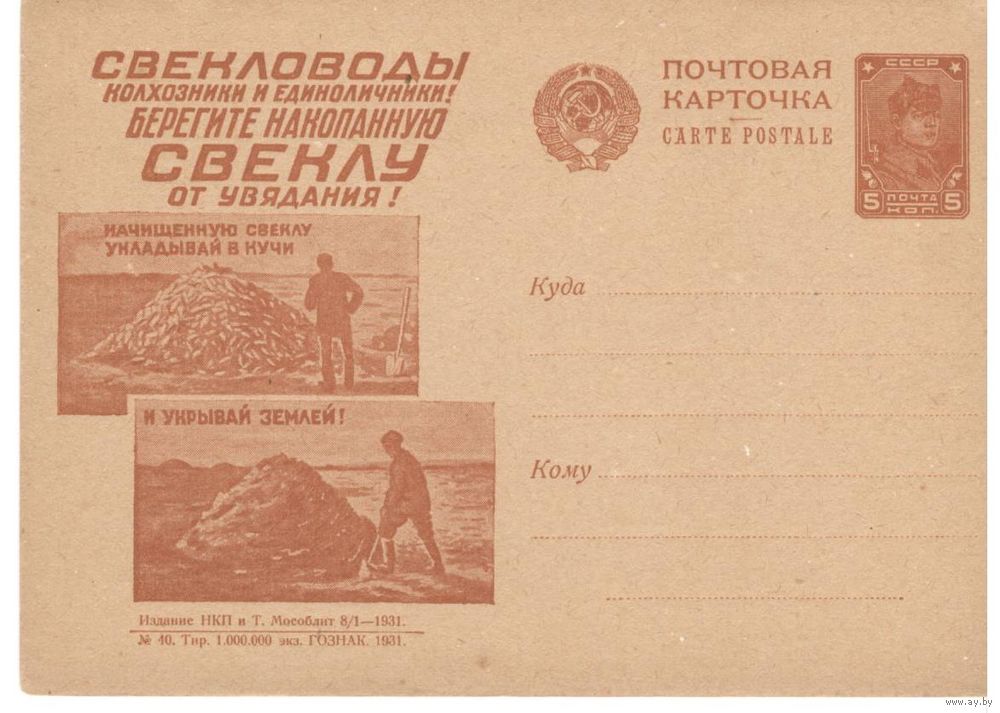 СВЕКЛОВОДЫ
КОЛХОЗНИКИ И ЕДИНОЛИЧНИКИ!
БЕРЕГИТЕ НАКОПАННУЮ
СВЕКЛУ
ОТ УВЯДАНИЯ!
НАЧИЩЕННУЮ СВЕКЛУ
УКЛАДЫВАЙ В КУЧИ
И УКРЫВАЙ ЗЕМЛЕЙ!
Издание НКП и Т. Мособлит 8/1—1931.
№ 40. Тир. 1.000.000 экз. ГОЗНАК. 1931.
ПОЧТОВАЯ
КАРТОЧКА
CARTE POSTALE
СССР
5 ПОЧТА 5
КОП.
Куда
Кому
www.ay.by